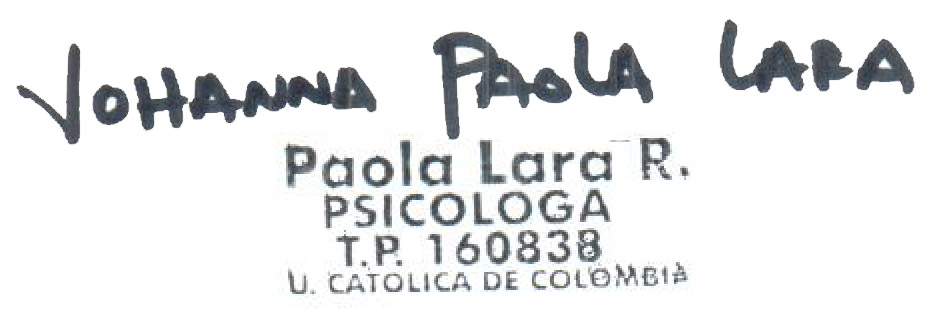 JOHANNA PAOLA LARA
Paola Lara R.
PSICOLOGA
T.P. 160838
U. CATOLICA DE COLOMBIA